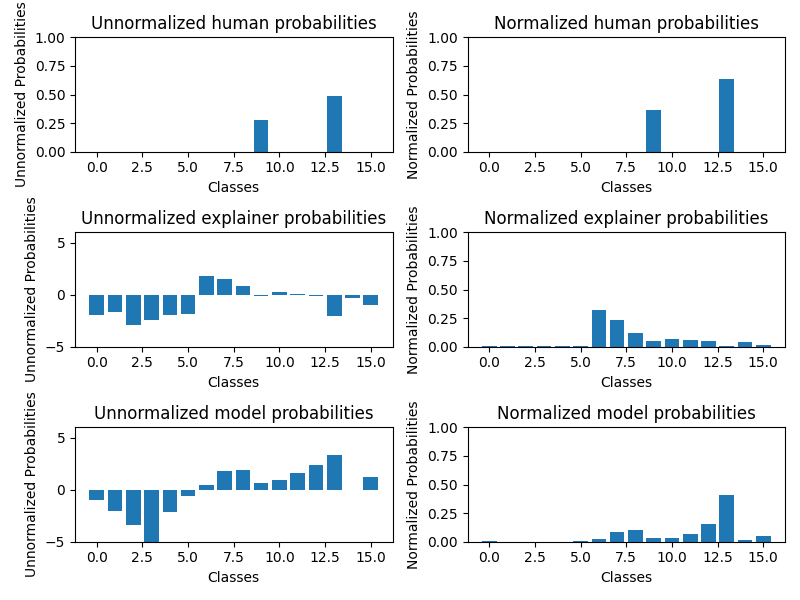 Unnormalized human probabilities
Unnormalized Probabilities
1.00
0.75
0.50
0.25
0.00
0.0 2.5 5.0 7.5 10.0 12.5 15.0
Classes
Normalized human probabilities
Normalized Probabilities
1.00
0.75
0.50
0.25
0.00
0.0 2.5 5.0 7.5 10.0 12.5 15.0
Classes
Unnormalized explainer probabilities
Unnormalized Probabilities
5
0
−5
0.0 2.5 5.0 7.5 10.0 12.5 15.0
Classes
Normalized explainer probabilities
Normalized Probabilities
1.00
0.75
0.50
0.25
0.00
0.0 2.5 5.0 7.5 10.0 12.5 15.0
Classes
Unnormalized model probabilities
Unnormalized Probabilities
5
0
−5
0.0 2.5 5.0 7.5 10.0 12.5 15.0
Classes
Normalized model probabilities
Normalized Probabilities
1.00
0.75
0.50
0.25
0.00
0.0 2.5 5.0 7.5 10.0 12.5 15.0
Classes